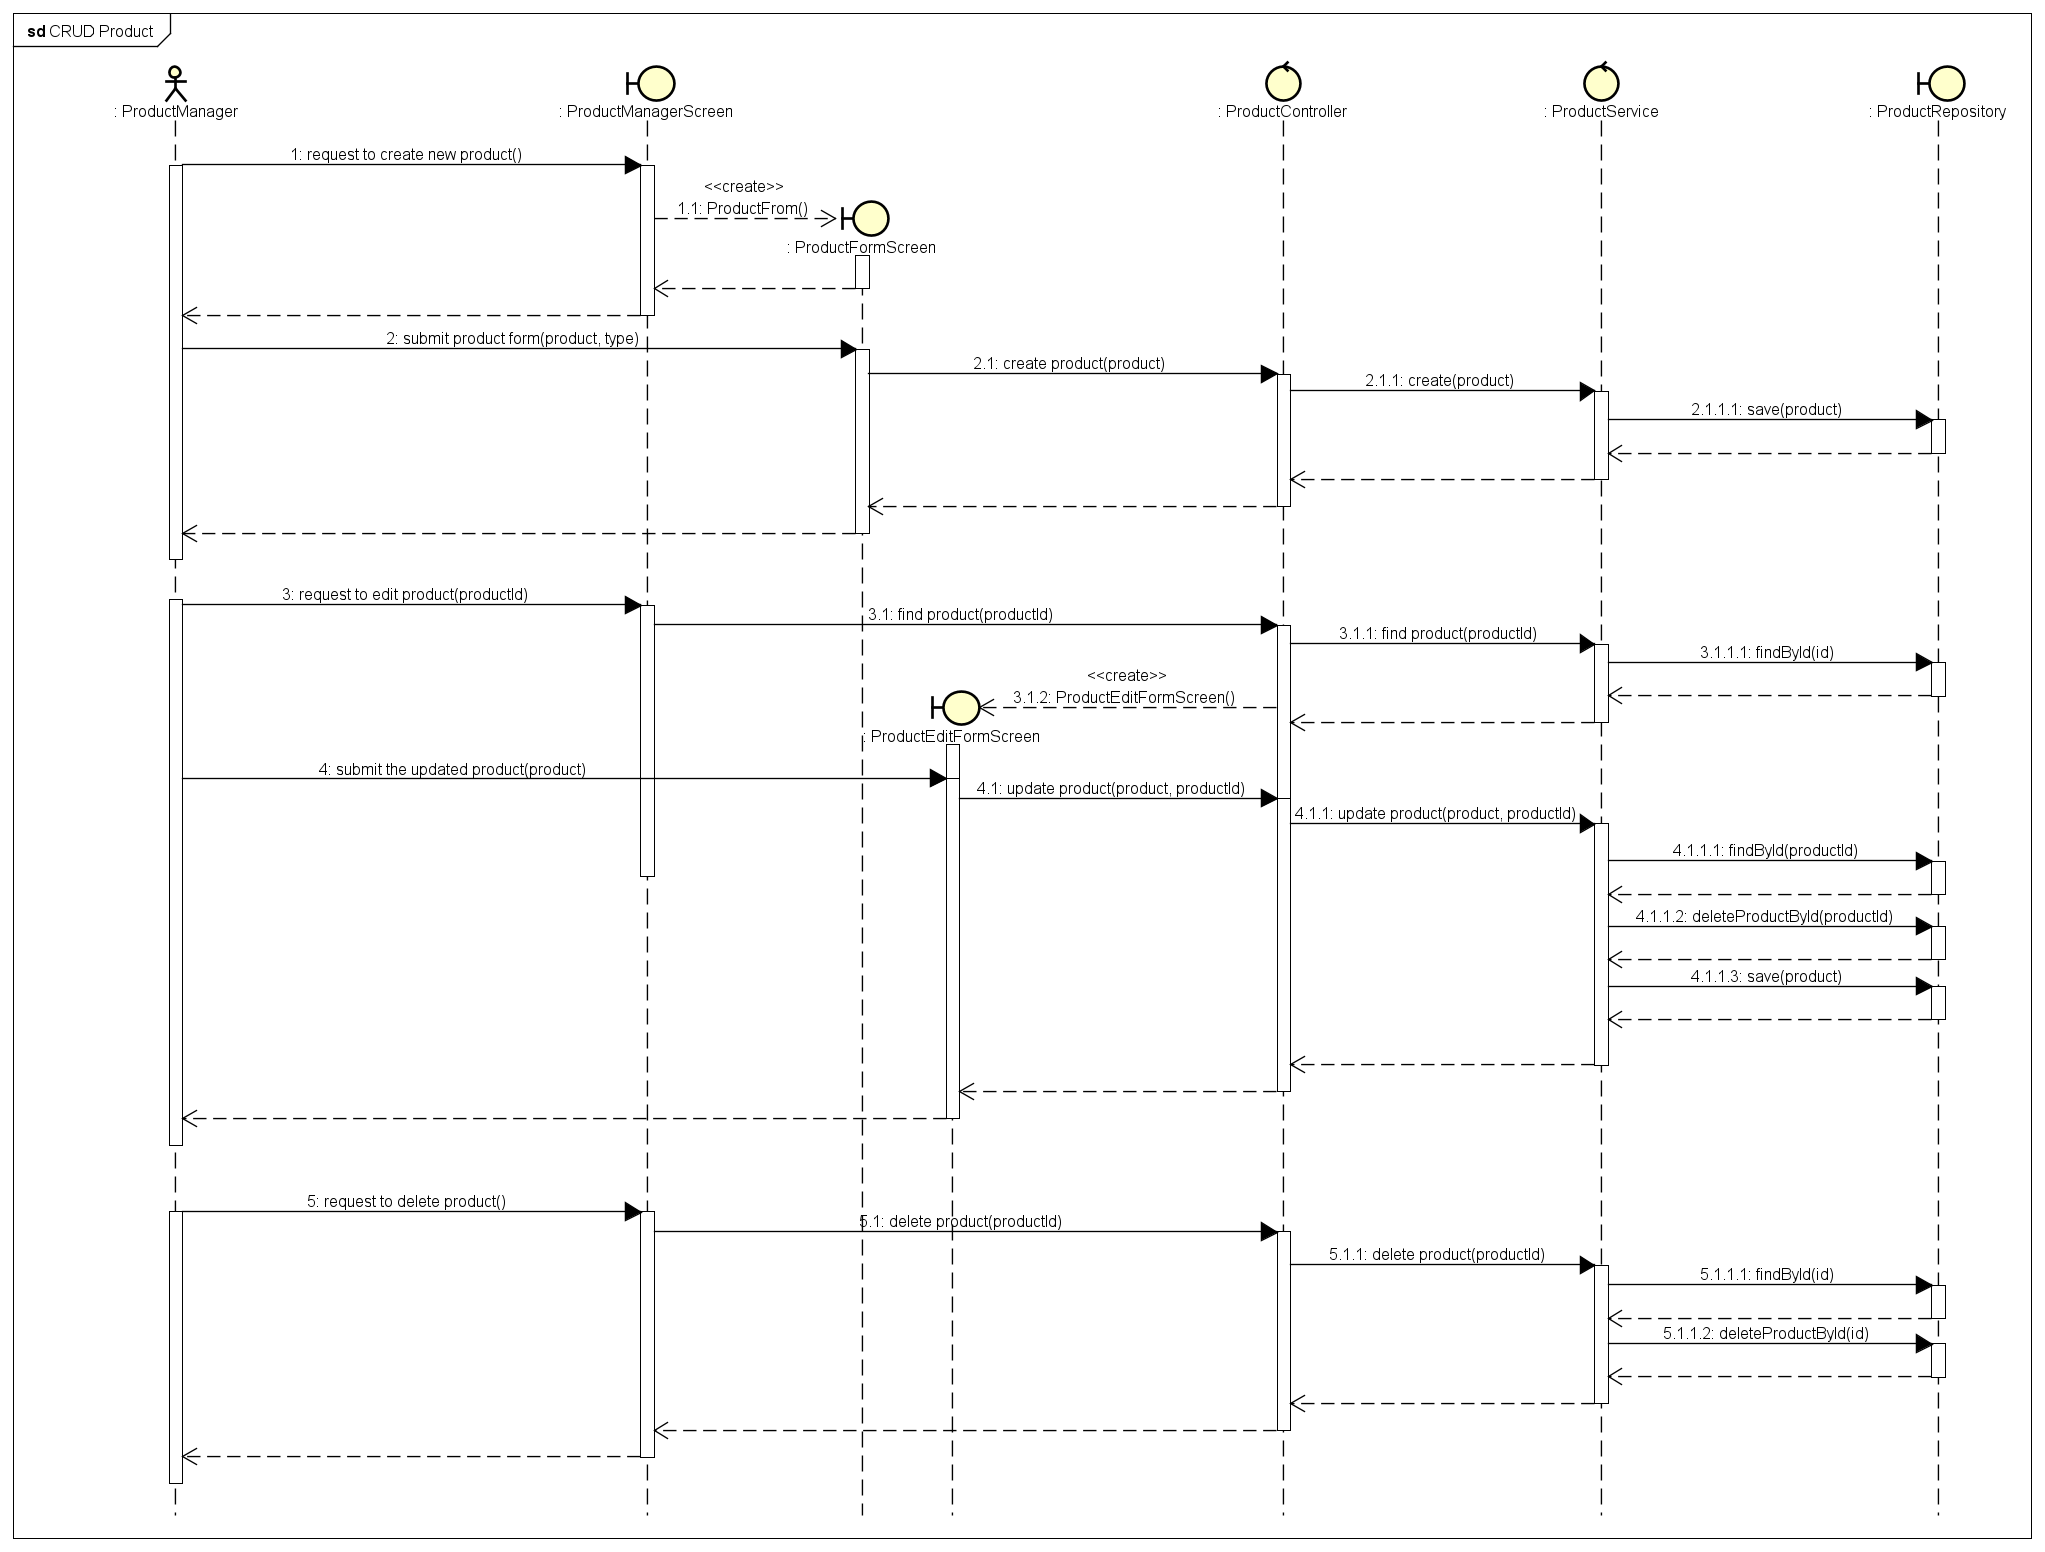 sd CRUD Product
: ProductManager
: ProductManagerScreen
: ProductController
: ProductService
: ProductRepository
1: request to create new product()
<<create>>
1.1: ProductFrom()
: ProductFormScreen
2: submit product form(product, type)
2.1: create product(product)
2.1.1: create(product)
2.1.1.1: save(product)
3: request to edit product(productId)
3.1: find product(productId)
3.1.1: find product(productId)
3.1.1.1: findById(id)
<<create>>
3.1.2: ProductEditFormScreen()
: ProductEditFormScreen
4: submit the updated product(product)
4.1: update product(product, productId)
4.1.1: update product(product, productId)
4.1.1.1: findById(productId)
4.1.1.2: deleteProductById(productId)
4.1.1.3: save(product)
5: request to delete product()
5.1: delete product(productId)
5.1.1: delete product(productId)
5.1.1.1: findById(id)
5.1.1.2: deleteProductById(id)